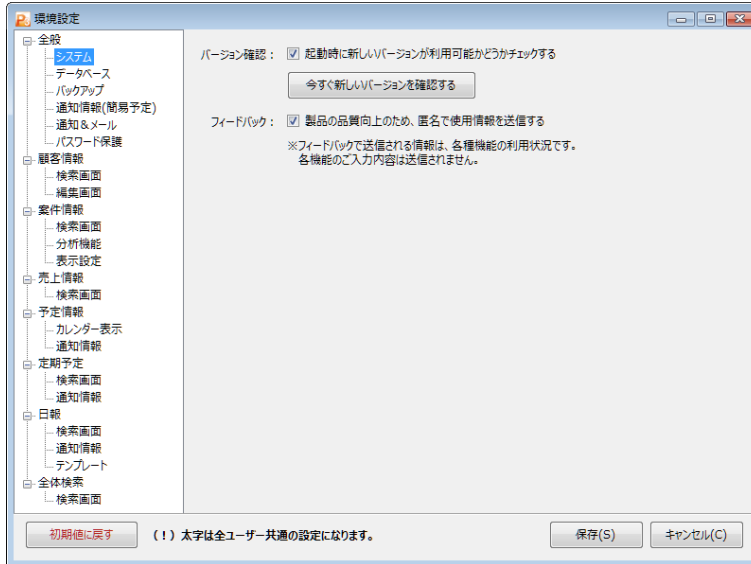 環境設定
全般
システム
データベース
バックアップ
通知情報(簡易予定)
通知&メール
パスワード保護
顧客情報
検索画面
編集画面
案件情報
検索画面
分析機能
表示設定
売上情報
検索画面
予定情報
カレンダー表示
通知情報
定期予定
検索画面
通知情報
日報
検索画面
通知情報
テンプレート
全体検索
検索画面
バージョン確認: 起動時に新しいバージョンが利用可能かどうかチェックする
今すぐ新しいバージョンを確認する
フィードバック: 製品の品質向上のため、匿名で使用情報を送信する
※フィードバックで送信される情報は、各種機能の利用状況です。
各機能のご入力内容は送信されません。
初期値に戻す (!)太字は全ユーザー共通の設定になります。 保存(S) キャンセル(C)